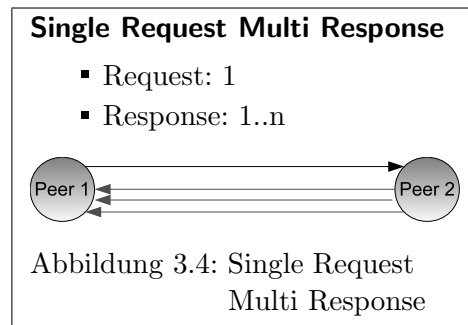 Single Request Multi Response
▪ Request: 1
▪ Response: 1..n
Peer 1 Peer 2
Abbildung 3.4: Single Request
Multi Response